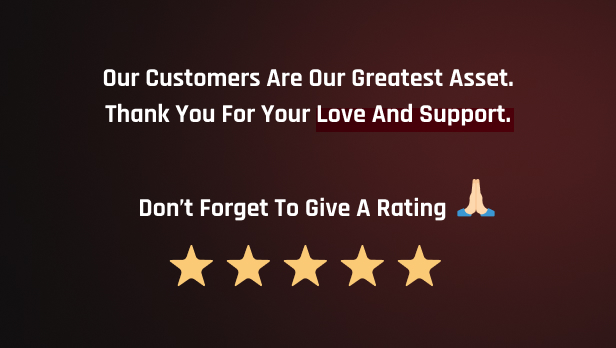 Our Customers Are Our Greatest Asset.
Thank You For Your Love And Support.
Don’t Forget To Give A Rating 🙏